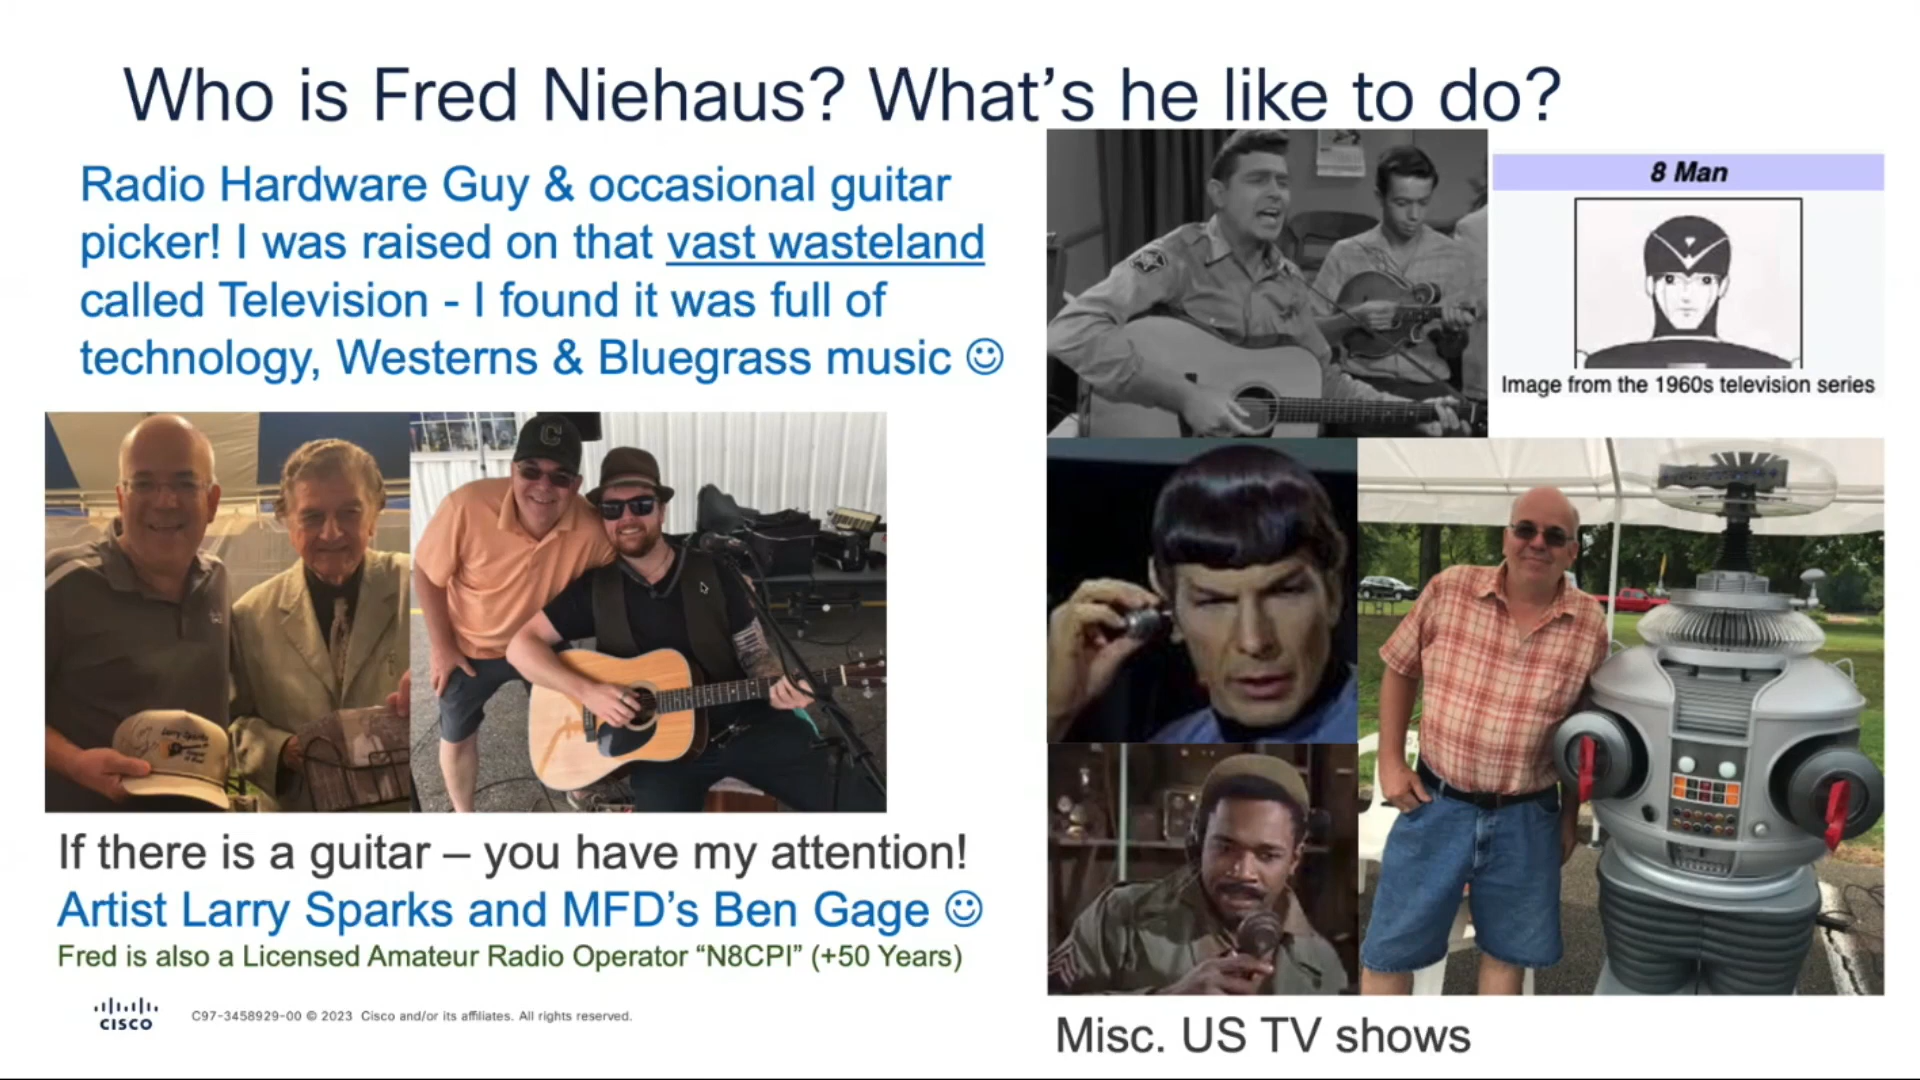 Who is Fred Niehaus? What's he like to do?
Radio Hardware Guy & occasional guitar
picker! I was raised on that vast wasteland
called Television - I found it was full of
technology, Westerns & Bluegrass music ☺
8 Man
Image from the 1960s television series
C
Larry Sparks
If there is a guitar – you have my attention!
Artist Larry Sparks and MFD's Ben Gage ☺
Fred is also a Licensed Amateur Radio Operator “N8CPI” (+50 Years)
CISCO
C97-3458929-00 © 2023 Cisco and/or its affiliates. All rights reserved.
Misc. US TV shows